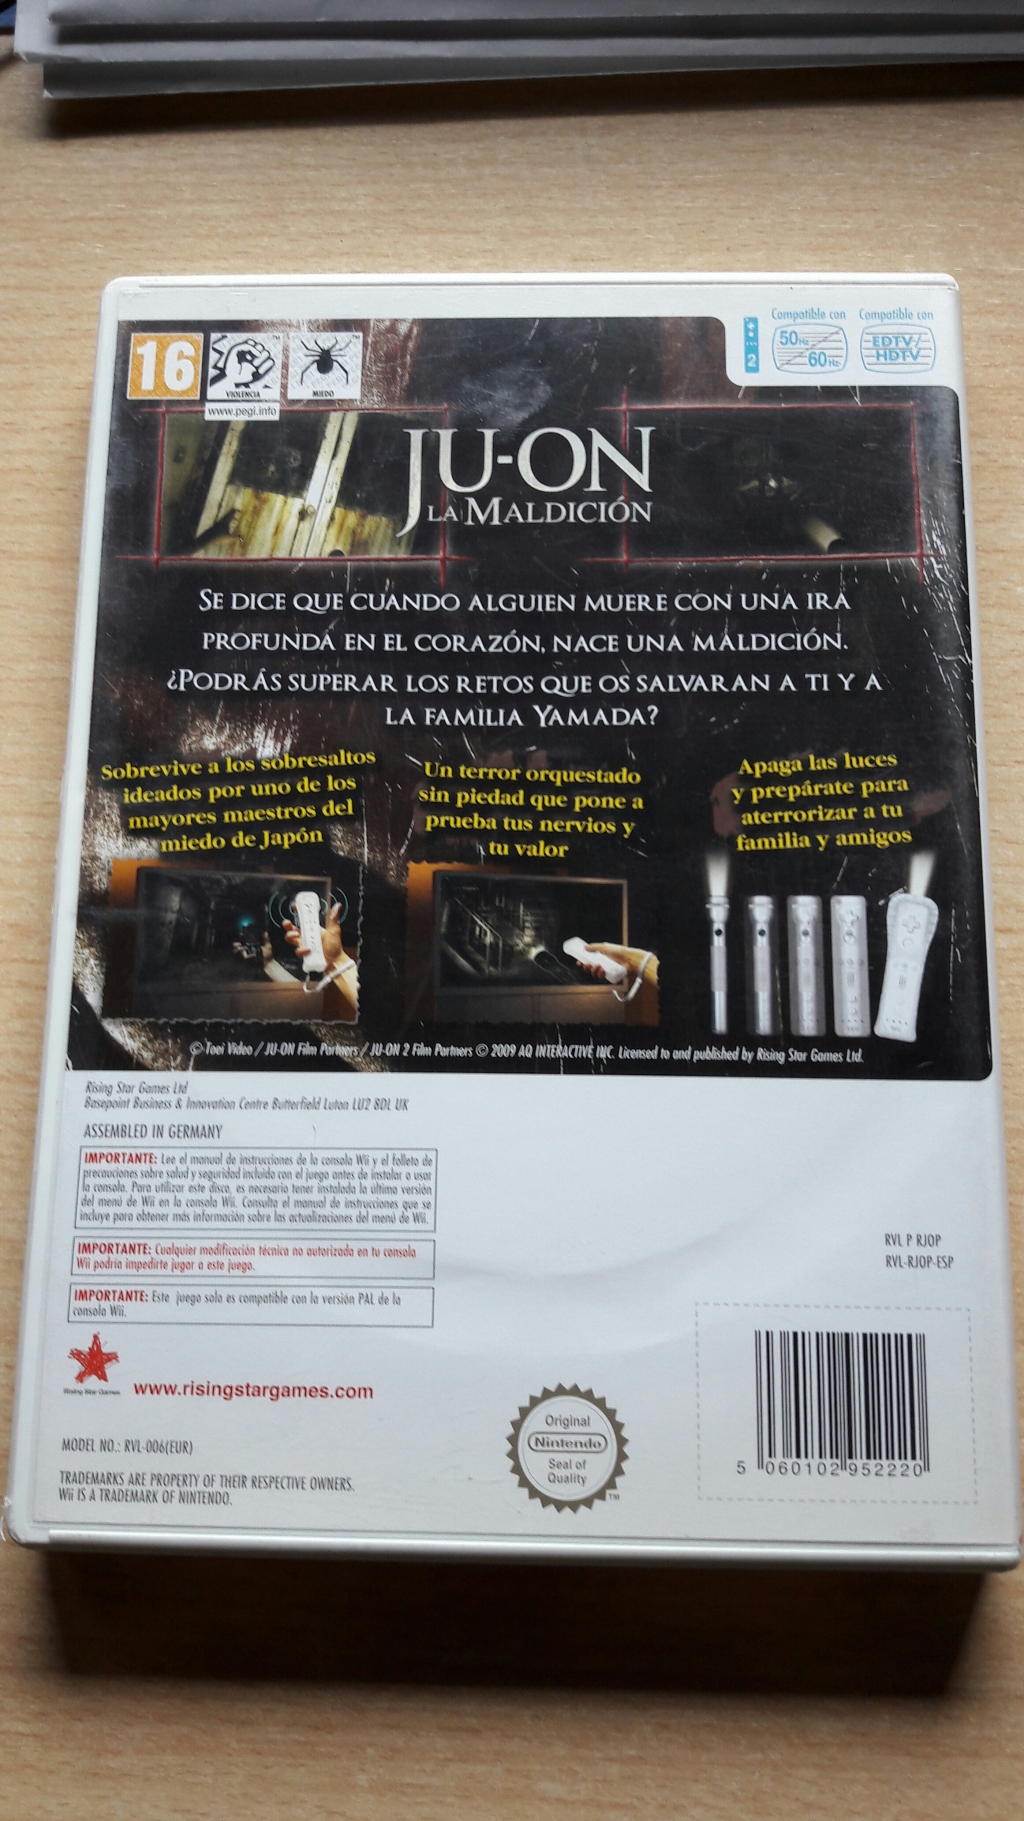 16
VIOLENCIA
MIEDO
www.pegi.info
2
Compatible con
50Hz
60Hz
Compatible con
EDTV/
HDTV
JU-ON
LA MALDICIÓN
SE DICE QUE CUANDO ALGUIEN MUERE CON UNA IRA
PROFUNDA EN EL CORAZÓN, NACE UNA MALDICIÓN.
¿PODRÁS SUPERAR LOS RETOS QUE OS SALVARAN A TI Y A
LA FAMILIA YAMADA?
Sobrevive a los sobresaltos
ideados por uno de los
mayores maestros del
miedo de Japón
Un terror orquestado
sin piedad que pone a
prueba tus nervios y
tu valor
Apaga las luces
y prepárate para
aterrorizar a tu
familia y amigos
© Toei Video / JU-ON Film Partners / JU-ON 2 Film Partners © 2009 AQ INTERACTIVE INC. Licensed to and published by Rising Star Games Ltd.
Rising Star Games Ltd
Basepoint Business & Innovation Centre Butterfield Luton LU2 8DL UK
ASSEMBLED IN GERMANY
IMPORTANTE: Lee el manual de instrucciones de la consola Wii y el folleto de
precauciones sobre salud y seguridad incluido con el juego antes de instalar o usar
la consola. Para utilizar este disco, es necesario tener instalada la última versión
del menú de Wii en la consola Wii. Consulta el manual de instrucciones que se
incluye para obtener más información sobre las actualizaciones del menú de Wii.
IMPORTANTE: Cualquier modificación técnica no autorizada en tu consola
Wii podría impedirte jugar a este juego.
IMPORTANTE: Este juego solo es compatible con la versión PAL de la
consola Wii.
RVL P RJOP
RVL-RJOP-ESP
Rising Star Games
www.risingstargames.com
MODEL NO.: RVL-006(EUR)
TRADEMARKS ARE PROPERTY OF THEIR RESPECTIVE OWNERS.
Wii IS A TRADEMARK OF NINTENDO.
Original
Nintendo
Seal of
Quality
TM
5 060102 952220